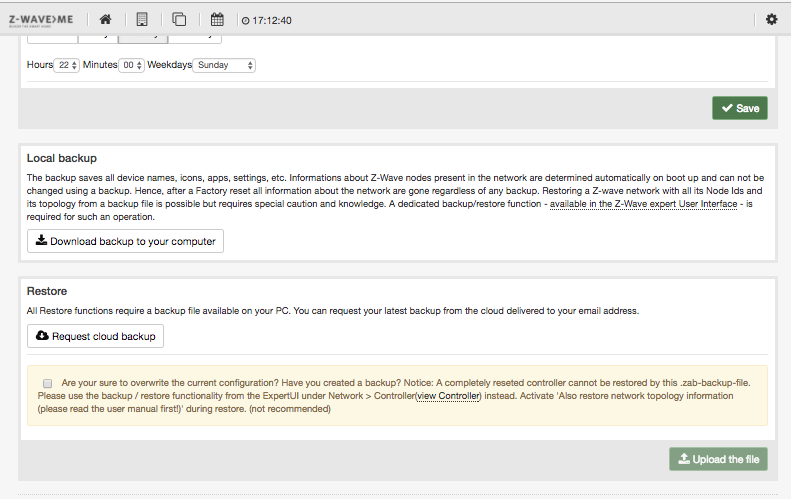 Z-WAVE>ME
17:12:40
Hours 22 Minutes 00 Weekdays Sunday
Save
Local backup
The backup saves all device names, icons, apps, settings, etc. Informations about Z-Wave nodes present in the network are determined automatically on boot up and can not be
changed using a backup. Hence, after a Factory reset all information about the network are gone regardless of any backup. Restoring a Z-wave network with all its Node Ids and
its topology from a backup file is possible but requires special caution and knowledge. A dedicated backup/restore function - available in the Z-Wave expert User Interface - is
required for such an operation.
Download backup to your computer
Restore
All Restore functions require a backup file available on your PC. You can request your latest backup from the cloud delivered to your email address.
Request cloud backup
Are your sure to overwrite the current configuration? Have you created a backup? Notice: A completely reseted controller cannot be restored by this .zab-backup-file.
Please use the backup / restore functionality from the ExpertUI under Network > Controller(view Controller) instead. Activate 'Also restore network topology information
(please read the user manual first!)' during restore. (not recommended)
Upload the file